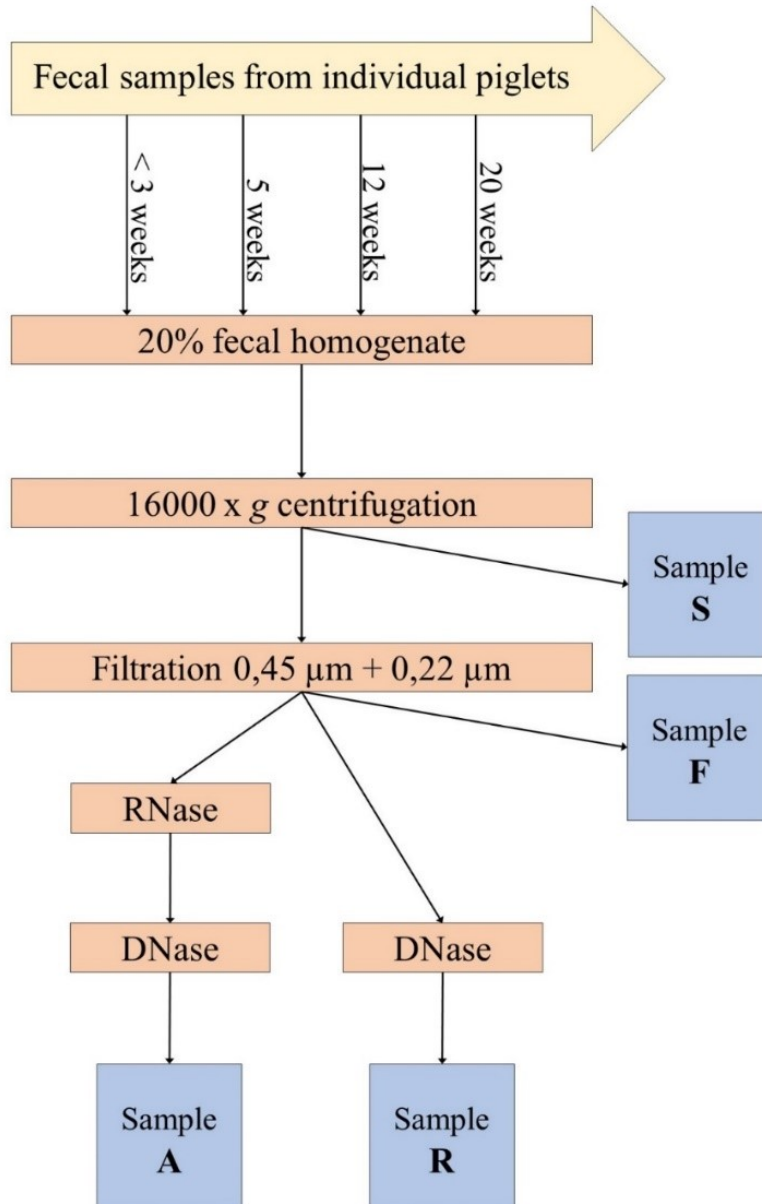 Fecal samples from individual piglets
< 3 weeks
5 weeks
12 weeks
20 weeks
20% fecal homogenate
16000 x g centrifugation
Sample
S
Filtration 0,45 µm + 0,22 µm
Sample
F
RNase
DNase
DNase
Sample
A
Sample
R